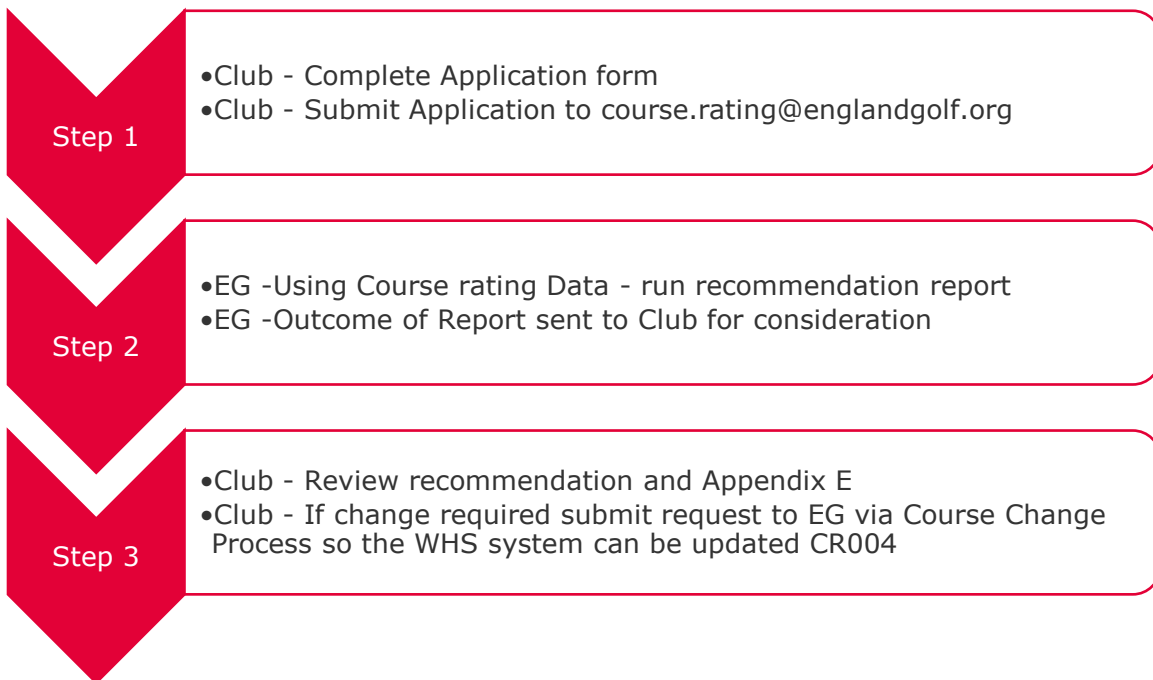 Step 1
•Club - Complete Application form
•Club - Submit Application to course.rating@englandgolf.org
Step 2
•EG -Using Course rating Data - run recommendation report
•EG -Outcome of Report sent to Club for consideration
Step 3
•Club - Review recommendation and Appendix E
•Club - If change required submit request to EG via Course Change
Process so the WHS system can be updated CR004